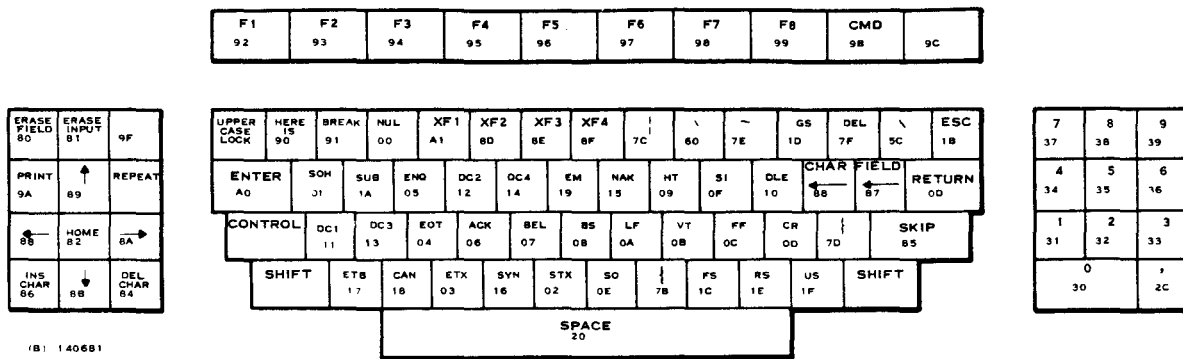 F1 F2 F3 F4 F5 F6 F7 F8 CMD
92 93 94 95 96 97 98 99 9B 9C
ERASE FIELD 80 ERASE INPUT 81 9F
PRINT 9A 89 REPEAT
88 HOME 82 8A
INS CHAR 86 8B DEL CHAR 84
UPPER CASE LOCK HERE IS 90 BREAK 91 NUL 00 XF1 A1 XF2 8D XF3 8E XF4 8F ¦ 7C \ 60 ~ 7E GS 1D DEL 7F \ 5C ESC 1B
ENTER A0 SOH 01 SUB 1A ENQ 05 DC2 12 DC4 14 EM 19 NAK 15 HT 09 SI 0F DLE 10 CHAR FIELD 88 87 RETURN 0D
CONTROL DC1 11 DC3 13 EOT 04 ACK 06 BEL 07 BS 08 LF 0A VT 0B FF 0C CR 0D } 7D SKIP 85
SHIFT ETB 17 CAN 18 ETX 03 SYN 16 STX 02 SO 0E { 7B FS 1C RS 1E US 1F SHIFT
SPACE
20
7 8 9
37 38 39
4 5 6
34 35 36
1 2 3
31 32 33
0 ,
30 2C
(B) 140681